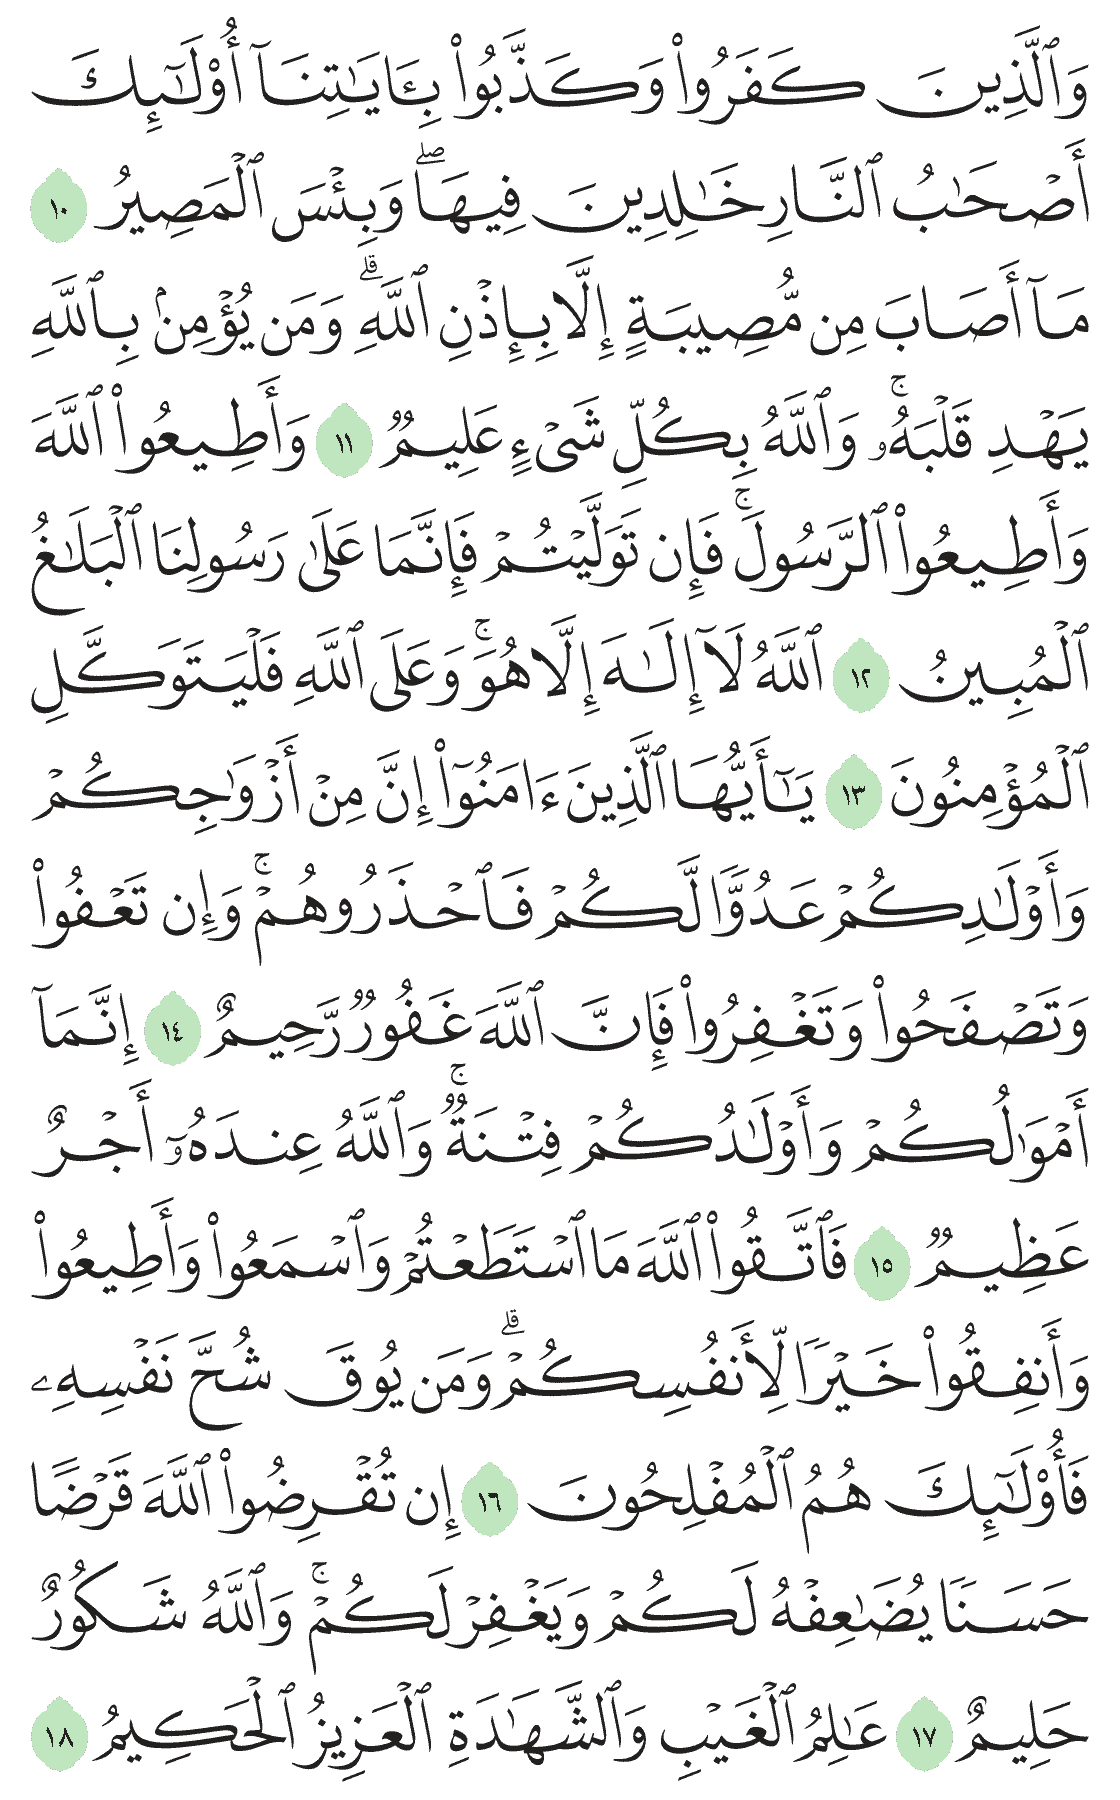 وَٱلَّذِينَ كَفَرُواْ وَكَذَّبُواْ بِـَٔايَٰتِنَآ أُوْلَٰٓئِكَ
أَصۡحَٰبُ ٱلنَّارِ خَٰلِدِينَ فِيهَاۖ وَبِئۡسَ ٱلۡمَصِيرُ ١٠
مَآ أَصَابَ مِن مُّصِيبَةٍ إِلَّا بِإِذۡنِ ٱللَّهِۗ وَمَن يُؤۡمِنۢ بِٱللَّهِ
يَهۡدِ قَلۡبَهُۥۚ وَٱللَّهُ بِكُلِّ شَيۡءٍ عَلِيمٞ ١١ وَأَطِيعُواْ ٱللَّهَ
وَأَطِيعُواْ ٱلرَّسُولَۚ فَإِن تَوَلَّيۡتُمۡ فَإِنَّمَا عَلَىٰ رَسُولِنَا ٱلۡبَلَٰغُ
ٱلۡمُبِينُ ١٢ ٱللَّهُ لَآ إِلَٰهَ إِلَّا هُوَۚ وَعَلَى ٱللَّهِ فَلۡيَتَوَكَّلِ
ٱلۡمُؤۡمِنُونَ ١٣ يَٰٓأَيُّهَا ٱلَّذِينَ ءَامَنُوٓاْ إِنَّ مِنۡ أَزۡوَٰجِكُمۡ
وَأَوۡلَٰدِكُمۡ عَدُوّٗا لَّكُمۡ فَٱحۡذَرُوهُمۡۚ وَإِن تَعۡفُواْ
وَتَصۡفَحُواْ وَتَغۡفِرُواْ فَإِنَّ ٱللَّهَ غَفُورٞ رَّحِيمٌ ١٤ إِنَّمَآ
أَمۡوَٰلُكُمۡ وَأَوۡلَٰدُكُمۡ فِتۡنَةٞۚ وَٱللَّهُ عِندَهُۥٓ أَجۡرٌ
عَظِيمٞ ١٥ فَٱتَّقُواْ ٱللَّهَ مَا ٱسۡتَطَعۡتُمۡ وَٱسۡمَعُواْ وَأَطِيعُواْ
وَأَنفِقُواْ خَيۡرٗا لِّأَنفُسِكُمۡۗ وَمَن يُوقَ شُحَّ نَفۡسِهِۦ
فَأُوْلَٰٓئِكَ هُمُ ٱلۡمُفۡلِحُونَ ١٦ إِن تُقۡرِضُواْ ٱللَّهَ قَرۡضًا
حَسَنٗا يُضَٰعِفۡهُ لَكُمۡ وَيَغۡفِرۡ لَكُمۡۚ وَٱللَّهُ شَكُورٌ
حَلِيمٌ ١٧ عَٰلِمُ ٱلۡغَيۡبِ وَٱلشَّهَٰدَةِ ٱلۡعَزِيزُ ٱلۡحَكِيمُ ١٨